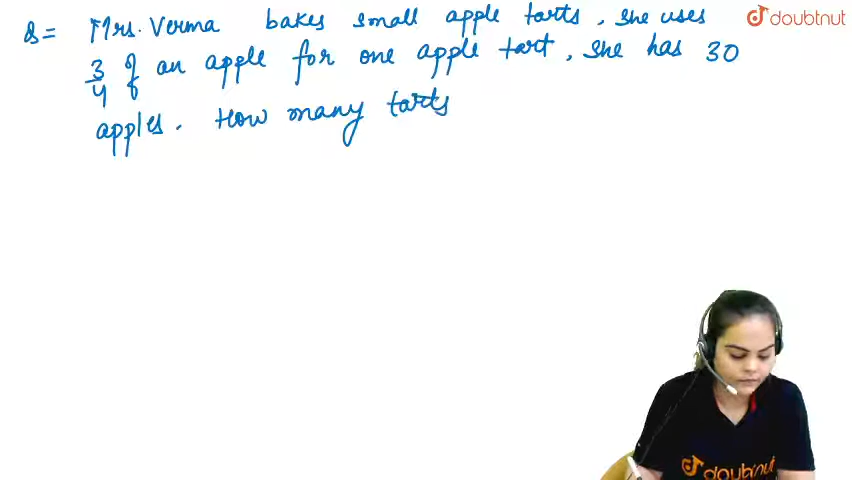 doubtnut
Q= Mrs. Verma bakes small apple tarts, she uses
3/4 of an apple for one apple tart, she has 30
apples. How many tarts
doubtnut